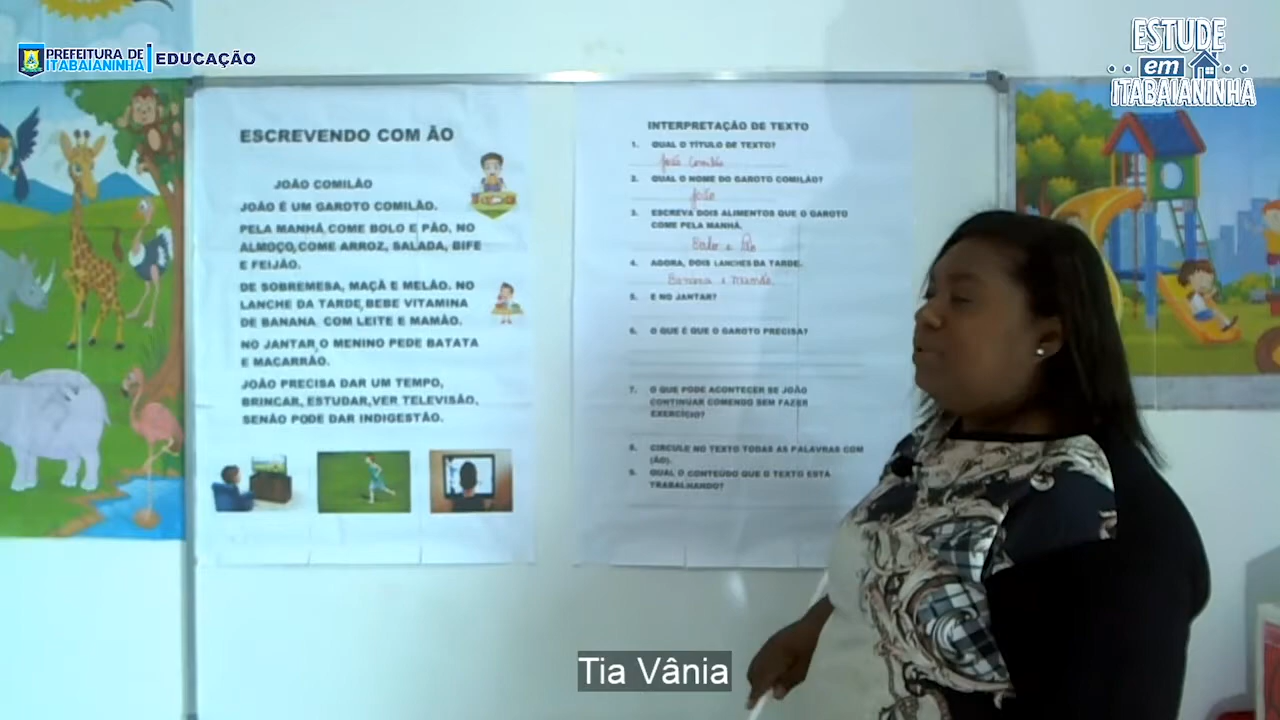 PREFEITURA DE
ITABAIANINHA
EDUCAÇÃO
ESTUDE
em
ITABAIANINHA
ESCREVENDO COM ÃO
JOÃO COMILÃO
JOÃO É UM GAROTO COMILÃO.
PELA MANHÃ COME BOLO E PÃO, NO
ALMOÇO, COME ARROZ, SALADA, BIFE
E FEIJÃO.
DE SOBREMESA, MAÇÃ E MELÃO. NO
LANCHE DA TARDE, BEBE VITAMINA
DE BANANA COM LEITE E MAMÃO.
NO JANTAR, O MENINO PEDE BATATA
E MACARRÃO.
JOÃO PRECISA DAR UM TEMPO,
BRINCAR, ESTUDAR, VER TELEVISÃO,
SENÃO PODE DAR INDIGESTÃO.
INTERPRETAÇÃO DE TEXTO
1. QUAL O TÍTULO DE TEXTO?
João Comilão
2. QUAL O NOME DO GAROTO COMILÃO?
João
3. ESCREVA DOIS ALIMENTOS QUE O GAROTO
COME PELA MANHÃ.
Bolo e Pão
4. AGORA, DOIS LANCHES DA TARDE.
Banana e Mamão
5. E NO JANTAR?
6. O QUE É QUE O GAROTO PRECISA?
7. O QUE PODE ACONTECER SE JOÃO
CONTINUAR COMENDO SEM FAZER
EXERCÍCIO?
8. CIRCULE NO TEXTO TODAS AS PALAVRAS COM
(ÃO).
9. QUAL O CONTEÚDO QUE O TEXTO ESTÁ
TRABALHANDO?
Tia Vânia